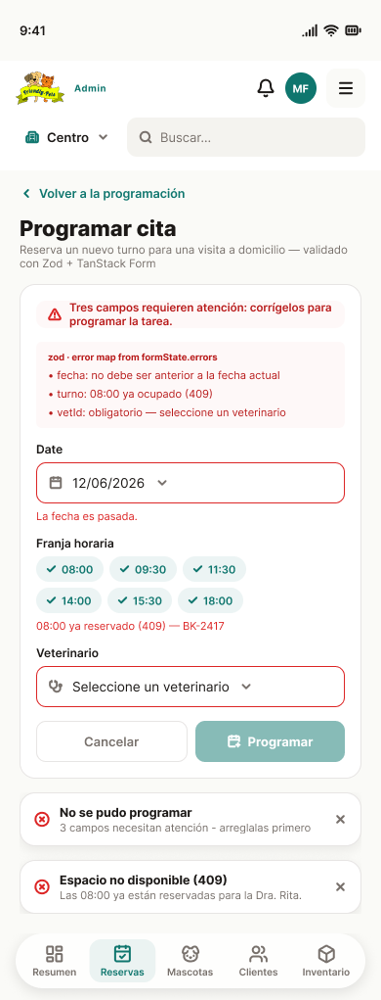 9:41
Friendly-Pets
Admin
MF
Centro
Buscar...
Volver a la programación
Programar cita
Reserva un nuevo turno para una visita a domicilio — validado
con Zod + TanStack Form
Tres campos requieren atención: corrígelos para
programar la tarea.
zod · error map from formState.errors
• fecha: no debe ser anterior a la fecha actual
• turno: 08:00 ya ocupado (409)
• vetId: obligatorio — seleccione un veterinario
Date
12/06/2026
La fecha es pasada.
Franja horaria
08:00 09:30 11:30
14:00 15:30 18:00
08:00 ya reservado (409) — BK-2417
Veterinario
Seleccione un veterinario
Cancelar Programar
No se pudo programar
3 campos necesitan atención - arreglalas primero
Espacio no disponible (409)
Las 08:00 ya están reservadas para la Dra. Rita.
Resumen Reservas Mascotas Clientes Inventario